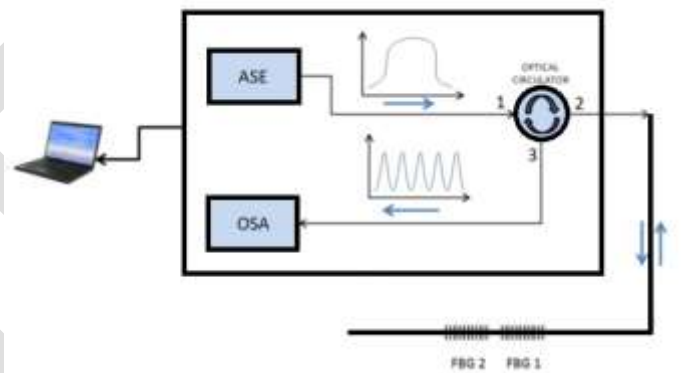 ASE
OPTICAL
CIRCULATOR
1
2
3
OSA
FBG 2
FBG 1